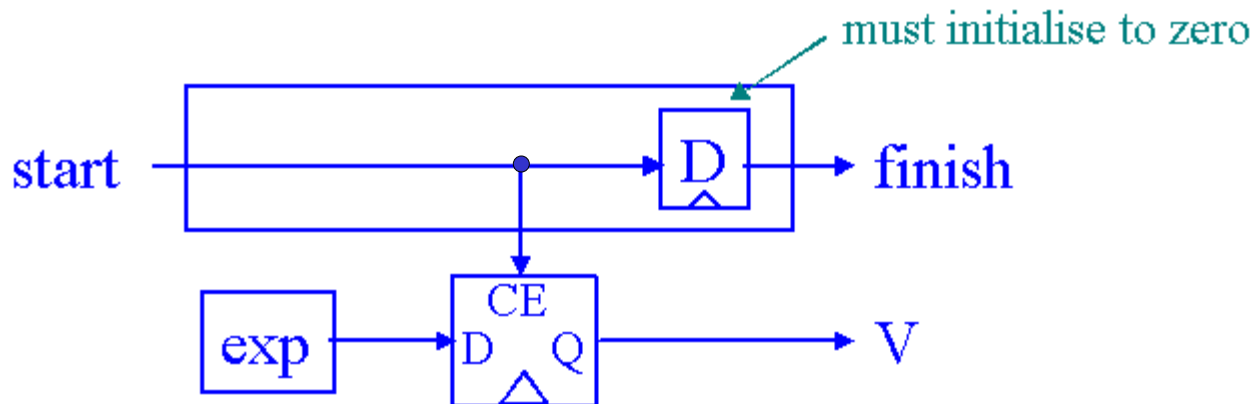 must initialise to zero
start
D
finish
CE
exp
D
Q
V